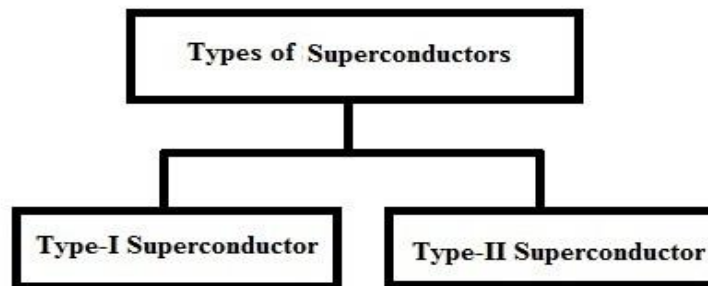 Types of Superconductors
Type-I Superconductor
Type-II Superconductor